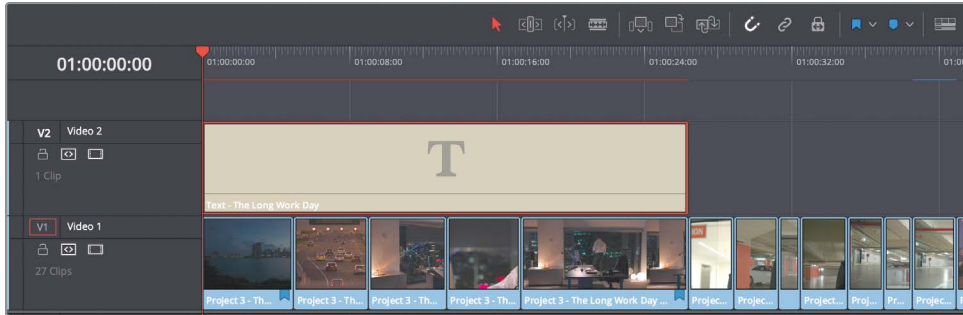 01:00:00:00
01:00:00:00 01:00:08:00 01:00:16:00 01:00:24:00 01:00:32:00 01:0
V2 Video 2
1 Clip
T
Text - The Long Work Day
V1 Video 1
27 Clips
Project 3 - Th... Project 3 - Th... Project 3 - Th... Project 3 - Th... Project 3 - The Long Work Day ... Projec... Projec... Project... Proj... Pr... Projec...